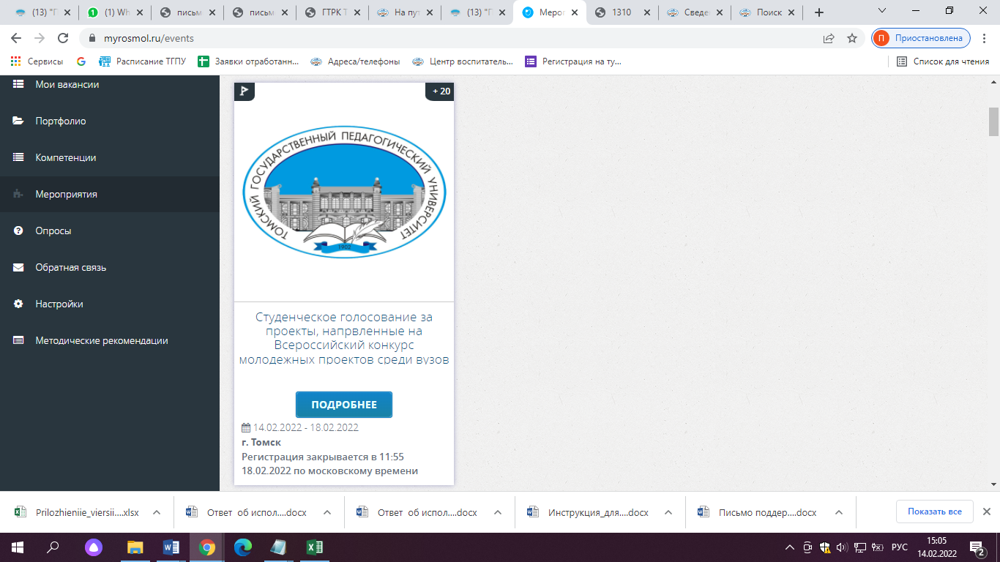 (13) "Г
(1) Wh
письм
письм
ГТРК Т
На пут
(13) "Г
Мероп
1310
Сведе
Поиск
myrosmol.ru/events
П
Приостановлена
Сервисы
Расписание ТГПУ
Заявки отработанн...
Адреса/телефоны
Центр воспитатель...
Регистрация на ту...
Список для чтения
Мои вакансии
Портфолио
Компетенции
Мероприятия
Опросы
Обратная связь
Настройки
Методические рекомендации
+ 20
ТОМСКИЙ ГОСУДАРСТВЕННЫЙ ПЕДАГОГИЧЕСКИЙ УНИВЕРСИТЕТ
1902
Студенческое голосование за
проекты, напрвленные на
Всероссийский конкурс
молодежных проектов среди вузов
ПОДРОБНЕЕ
14.02.2022 - 18.02.2022
г. Томск
Регистрация закрывается в 11:55
18.02.2022 по московскому времени
Prilozhieniie_viersii....xlsx
Ответ об испол....docx
Ответ об испол....docx
Инструкция_для....docx
Письмо поддер....docx
Показать все
РУС
15:05
14.02.2022
2